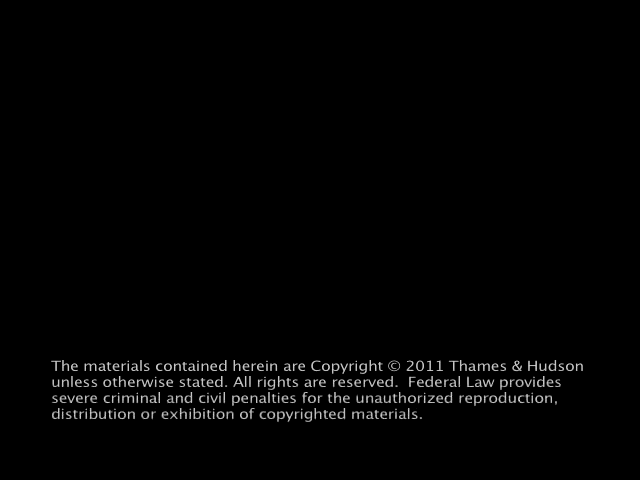 The materials contained herein are Copyright © 2011 Thames & Hudson
unless otherwise stated. All rights are reserved.  Federal Law provides
severe criminal and civil penalties for the unauthorized reproduction,
distribution or exhibition of copyrighted materials.